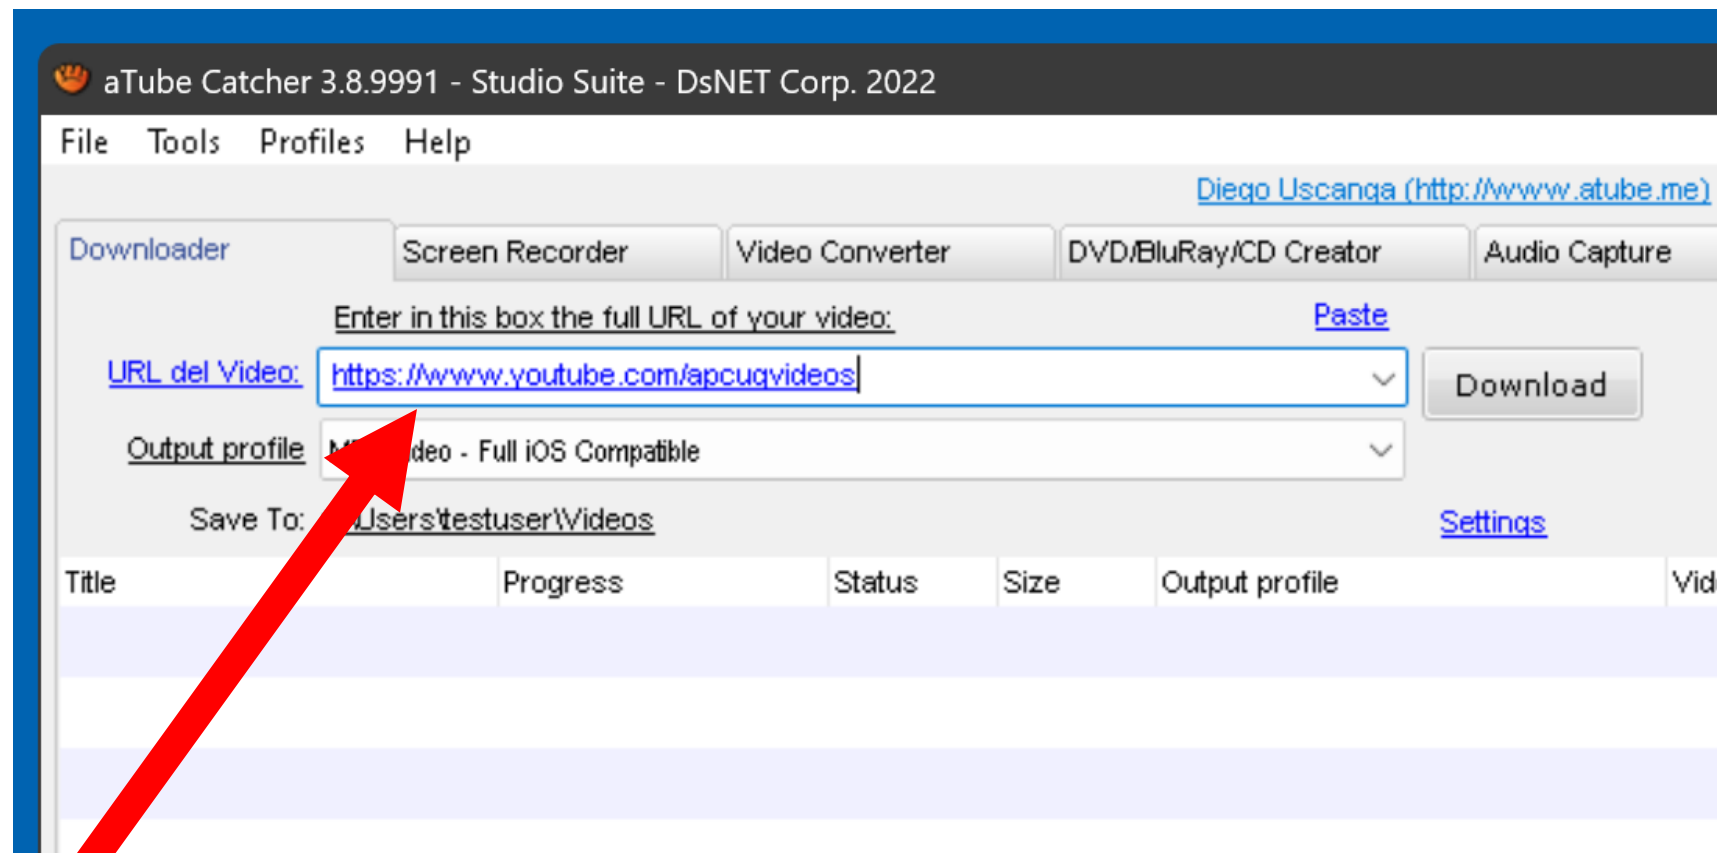 aTube Catcher 3.8.9991 - Studio Suite - DsNET Corp. 2022
File Tools Profiles Help
Diego Uscanga (http://www.atube.me)
Downloader Screen Recorder Video Converter DVD/BluRay/CD Creator Audio Capture
Enter in this box the full URL of your video: Paste
URL del Video: https://www.youtube.com/apcugvideos Download
Output profile - Full iOS Compatible
Save To: \Users\testuser\Videos Settings
Title Progress Status Size Output profile